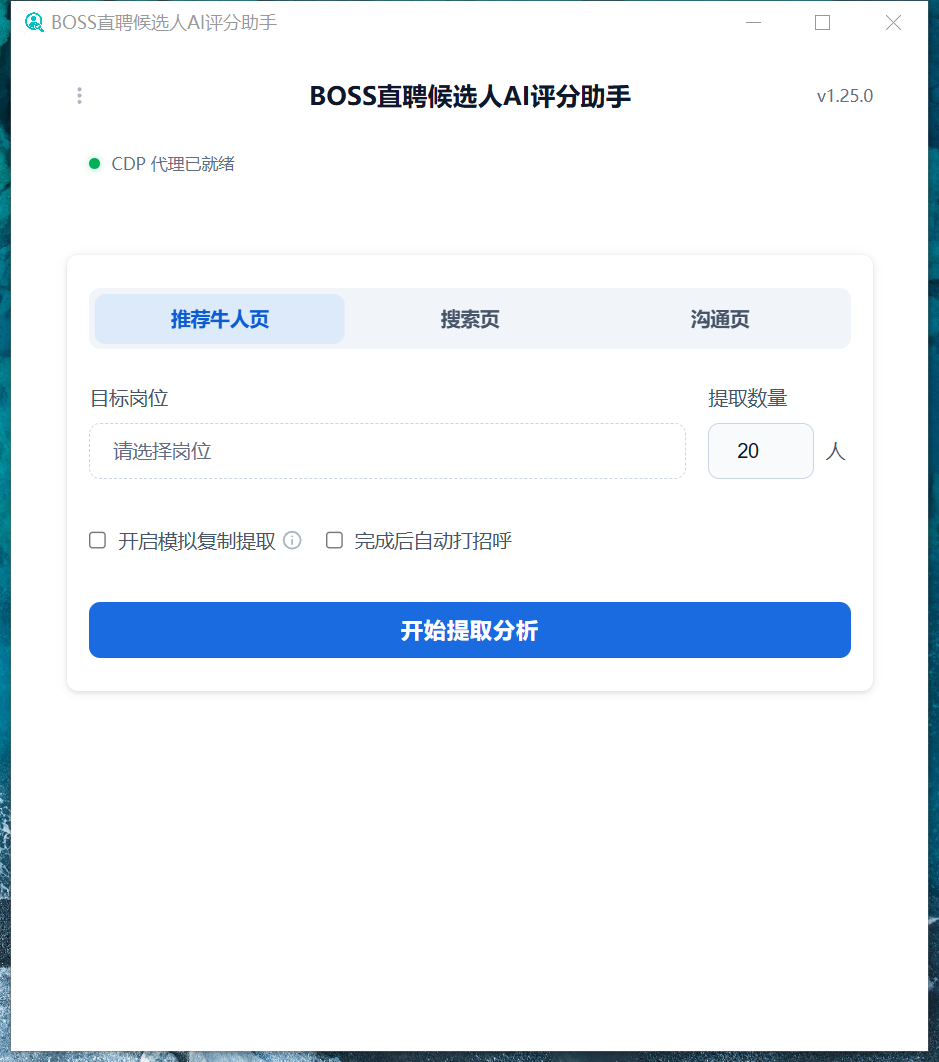 BOSS直聘候选人AI评分助手
BOSS直聘候选人AI评分助手
v1.25.0
CDP 代理已就绪
推荐牛人页
搜索页
沟通页
目标岗位
提取数量
请选择岗位
20
人
开启模拟复制提取
完成后自动打招呼
开始提取分析